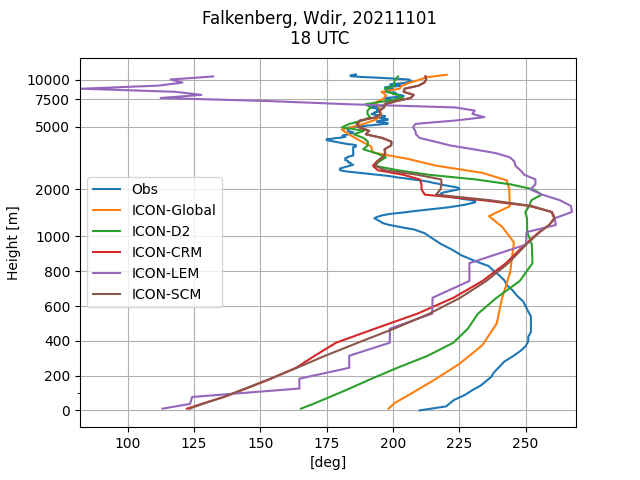 Falkenberg, Wdir, 20211101
18 UTC
Height [m]
10000
7500
5000
2000
1000
800
600
400
200
0
Obs
ICON-Global
ICON-D2
ICON-CRM
ICON-LEM
ICON-SCM
100 125 150 175 200 225 250
[deg]